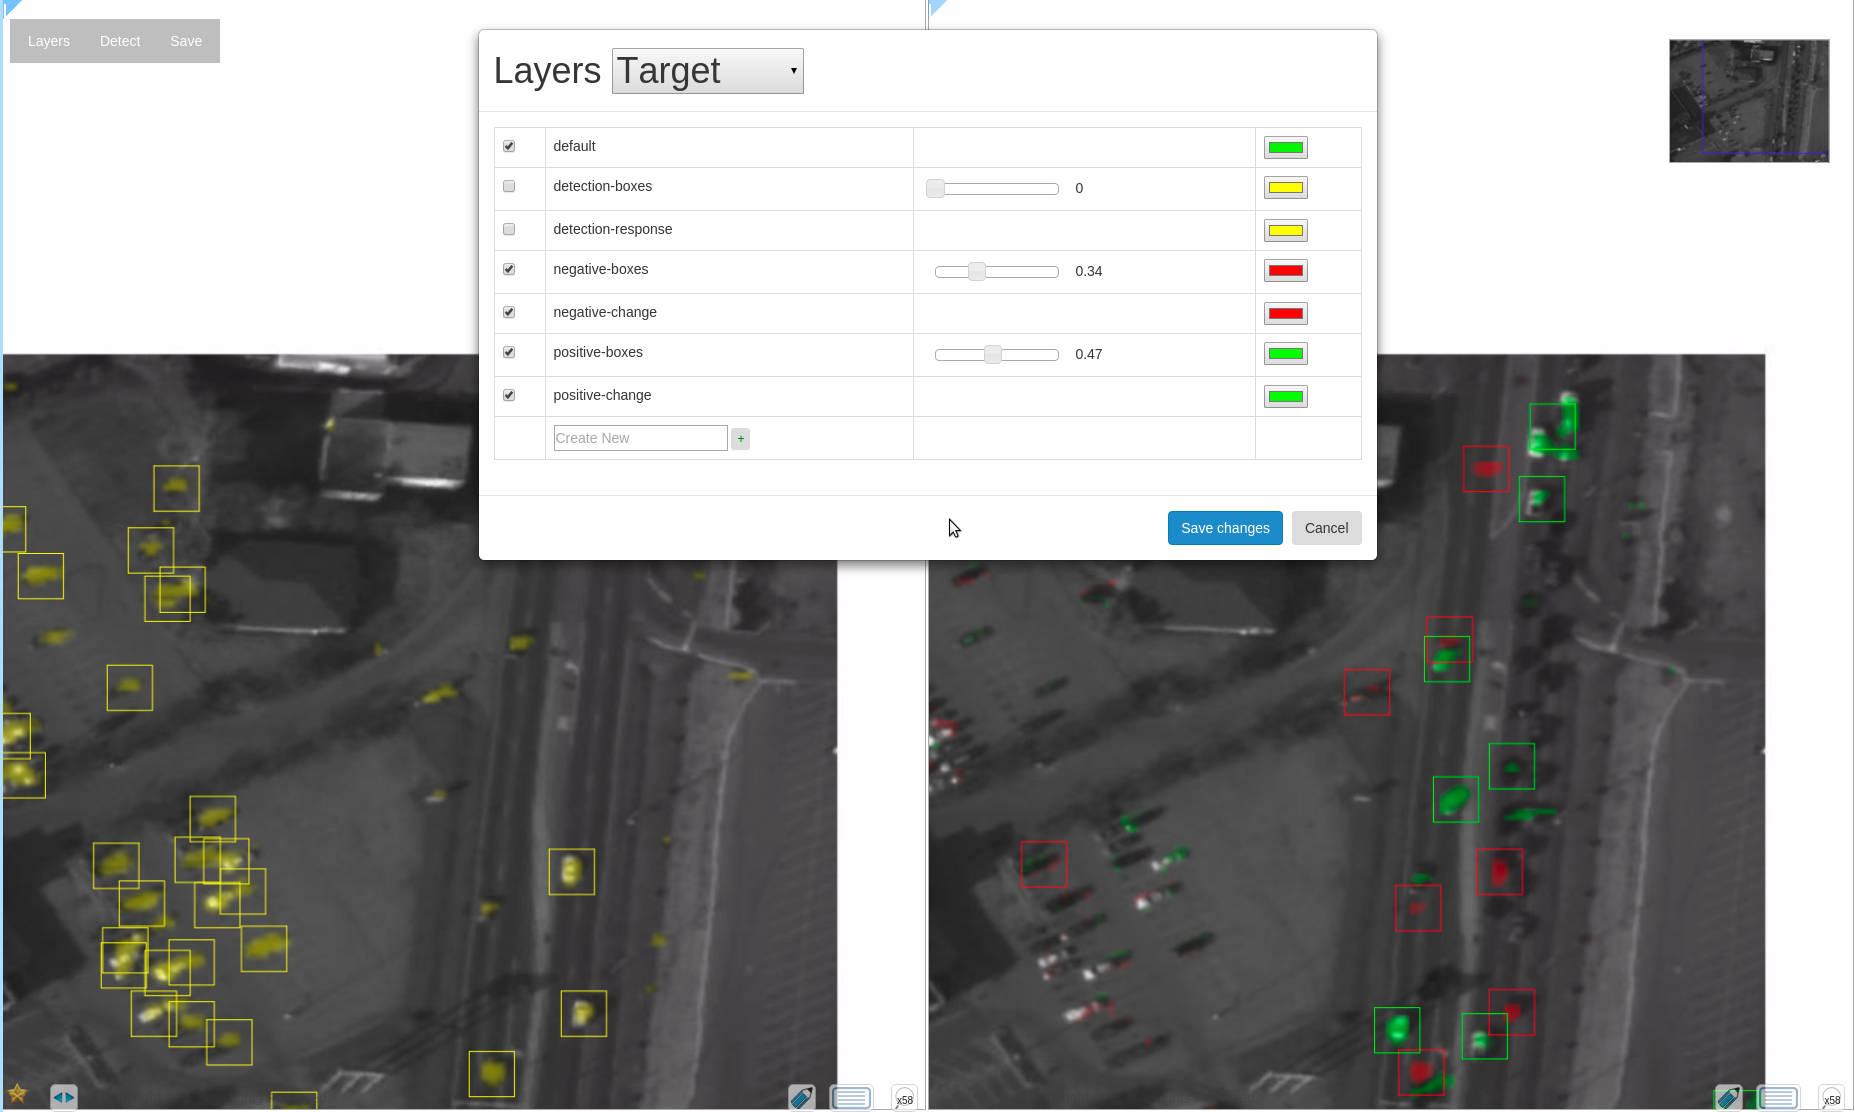 Layers Detect Save
Layers Target
default
detection-boxes 0
detection-response
negative-boxes 0.34
negative-change
positive-boxes 0.47
positive-change
Create New +
Save changes Cancel
x58 x58